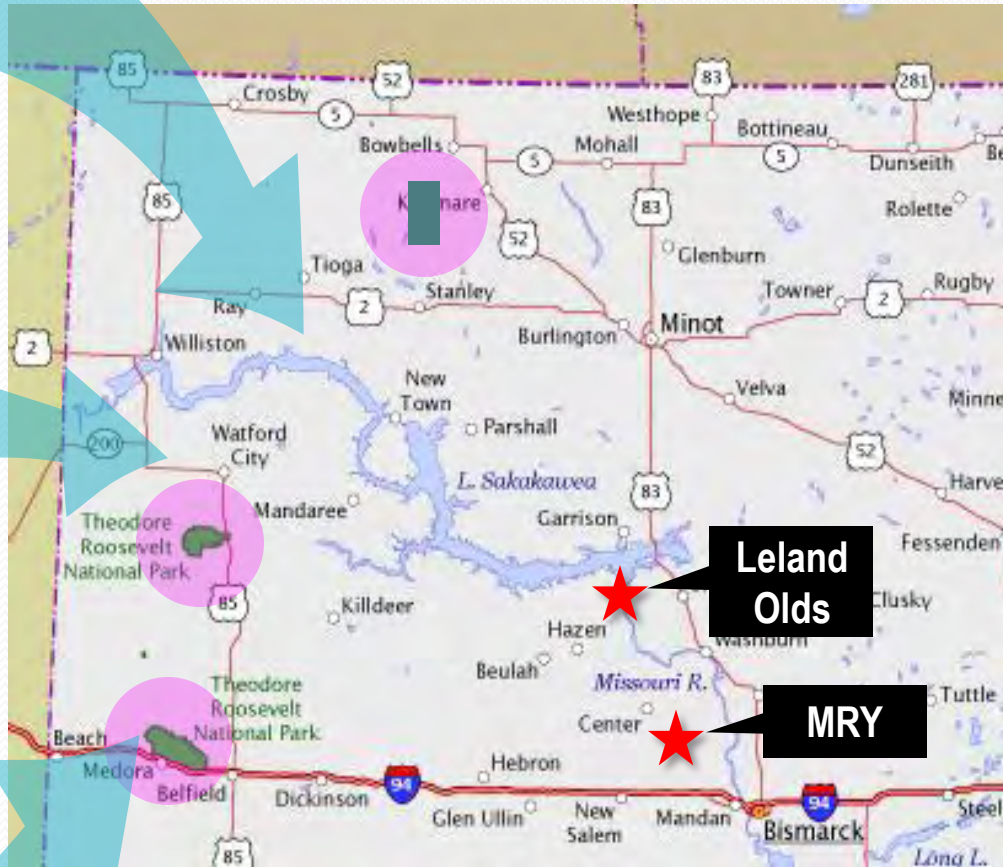 85
52
83
281
Crosby
5
Westhope
Bowbells
Mohall
Bottineau
5
5
Dunseith
85
83
Rolette
52
Glenburn
Tioga
Ray
2
Stanley
Towner
2
Rugby
Burlington
Minot
2
Williston
New
Town
Velva
Parshall
200
Watford
City
52
L. Sakakawea
83
Mandaree
Garrison
Theodore
Roosevelt
National Park
Fessenden
Leland
Olds
85
Killdeer
Hazen
Washburn
Beulah
Missouri R.
Theodore
Roosevelt
National Park
Tuttle
Center
MRY
Beach
Medora
Belfield
Hebron
94
Dickinson
Glen Ullin
New
Salem
Mandan
94
Bismarck
85
Long L.